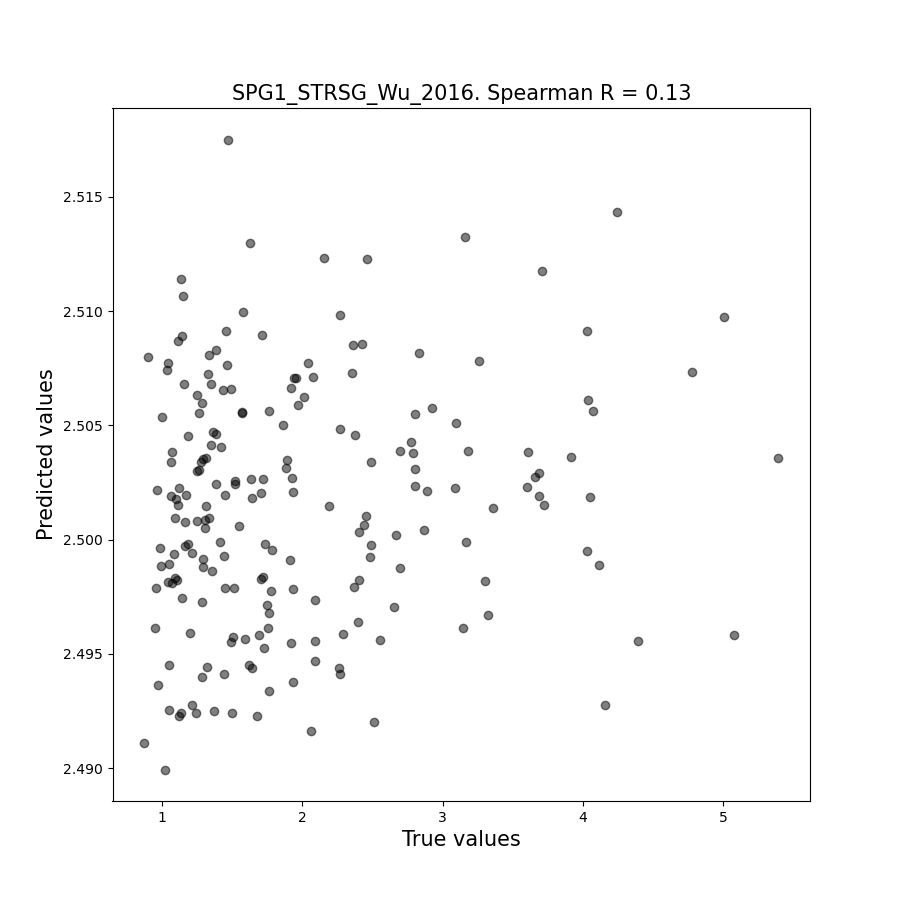 SPG1_STRSG_Wu_2016. Spearman R = 0.13
Predicted values
2.515
2.510
2.505
2.500
2.495
2.490
1 2 3 4 5
True values